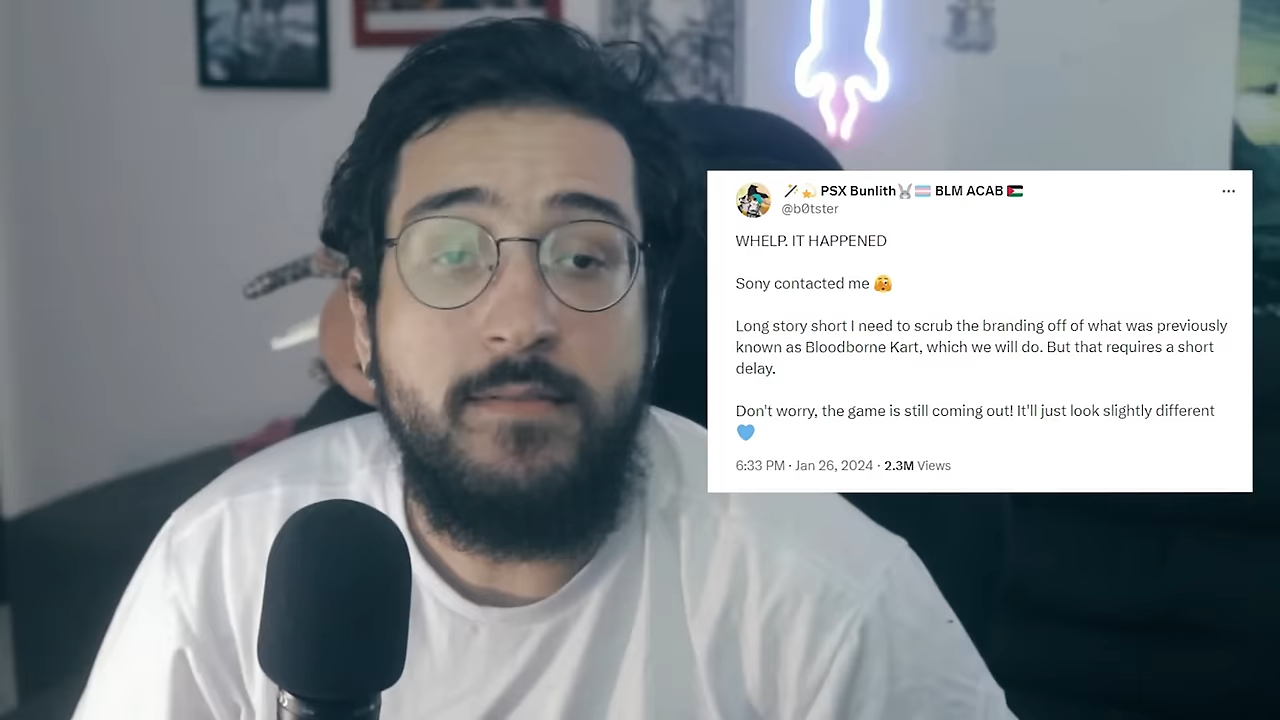 🪄💫 PSX Bunlith🐰🏳️‍⚧️ BLM ACAB 🇵🇸
@b0tster
WHELP. IT HAPPENED
Sony contacted me 🫣
Long story short I need to scrub the branding off of what was previously
known as Bloodborne Kart, which we will do. But that requires a short
delay.
Don't worry, the game is still coming out! It'll just look slightly different
💙
6:33 PM · Jan 26, 2024 · 2.3M Views